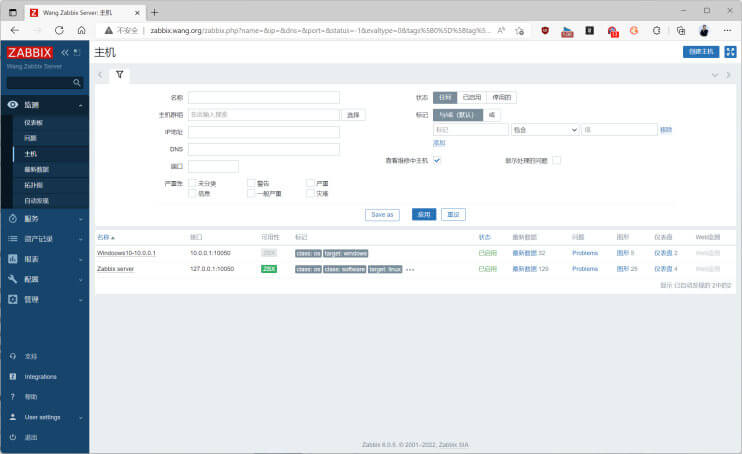 Wang Zabbix Server: 主机
不安全 zabbix.wang.org/zabbix.php?name=&ip=&dns=&port=&status=-1&evaltype=0&tags%5B0%5D%5Btag%5...
ZABBIX
Wang Zabbix Server
监测
仪表板
问题
主机
最新数据
拓扑图
自动发现
服务
资产记录
报表
配置
管理
支持
Integrations
帮助
User settings
退出
主机
创建主机
名称
主机群组 在此输入搜索 选择
IP地址
DNS
端口
严重性 未分类 警告 严重
信息 一般严重 灾难
状态 任何 已启用 停用的
标记 与/或（默认） 或
标记 包含 值 移除
添加
查看维修中主机 显示处理的问题
Save as 应用 重设
名称 接口 可用性 标记 状态 最新数据 问题 图形 仪表盘 Web监测
Windoows10-10.0.0.1 10.0.0.1:10050 ZBX class: os target: windows 已启用 最新数据 32 Problems 图形 5 仪表盘 2 Web监测
Zabbix server 127.0.0.1:10050 ZBX class: os class: software target: linux ••• 已启用 最新数据 129 Problems 图形 25 仪表盘 4 Web监测
显示 已自动发现的 2中的2
Zabbix 6.0.5. © 2001–2022, Zabbix SIA